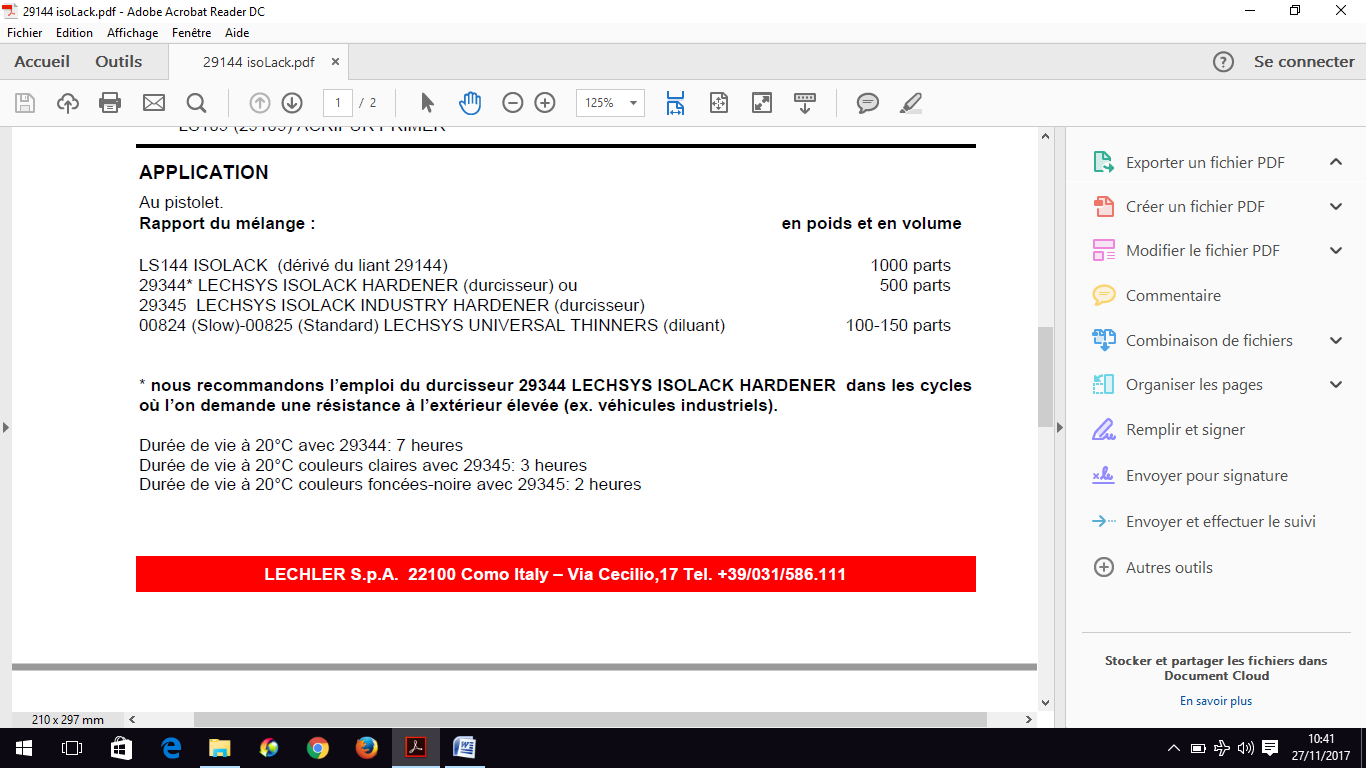 29144 isoLack.pdf - Adobe Acrobat Reader DC
Fichier Edition Affichage Fenêtre Aide
Accueil Outils 29144 isoLack.pdf × ? Se connecter
1 / 2 125%
LS189 (29189) ACRIFUR PRIMER
APPLICATION
Au pistolet.
Rapport du mélange : en poids et en volume
LS144 ISOLACK (dérivé du liant 29144) 1000 parts
29344* LECHSYS ISOLACK HARDENER (durcisseur) ou 500 parts
29345 LECHSYS ISOLACK INDUSTRY HARDENER (durcisseur)
00824 (Slow)-00825 (Standard) LECHSYS UNIVERSAL THINNERS (diluant) 100-150 parts
* nous recommandons l'emploi du durcisseur 29344 LECHSYS ISOLACK HARDENER dans les cycles
où l'on demande une résistance à l'extérieur élevée (ex. véhicules industriels).
Durée de vie à 20°C avec 29344: 7 heures
Durée de vie à 20°C couleurs claires avec 29345: 3 heures
Durée de vie à 20°C couleurs foncées-noire avec 29345: 2 heures
LECHLER S.p.A. 22100 Como Italy – Via Cecilio,17 Tel. +39/031/586.111
210 x 297 mm
Exporter un fichier PDF
Créer un fichier PDF
Modifier le fichier PDF
Commentaire
Combinaison de fichiers
Organiser les pages
Remplir et signer
Envoyer pour signature
Envoyer et effectuer le suivi
Autres outils
Stocker et partager les fichiers dans
Document Cloud
En savoir plus
10:41
27/11/2017